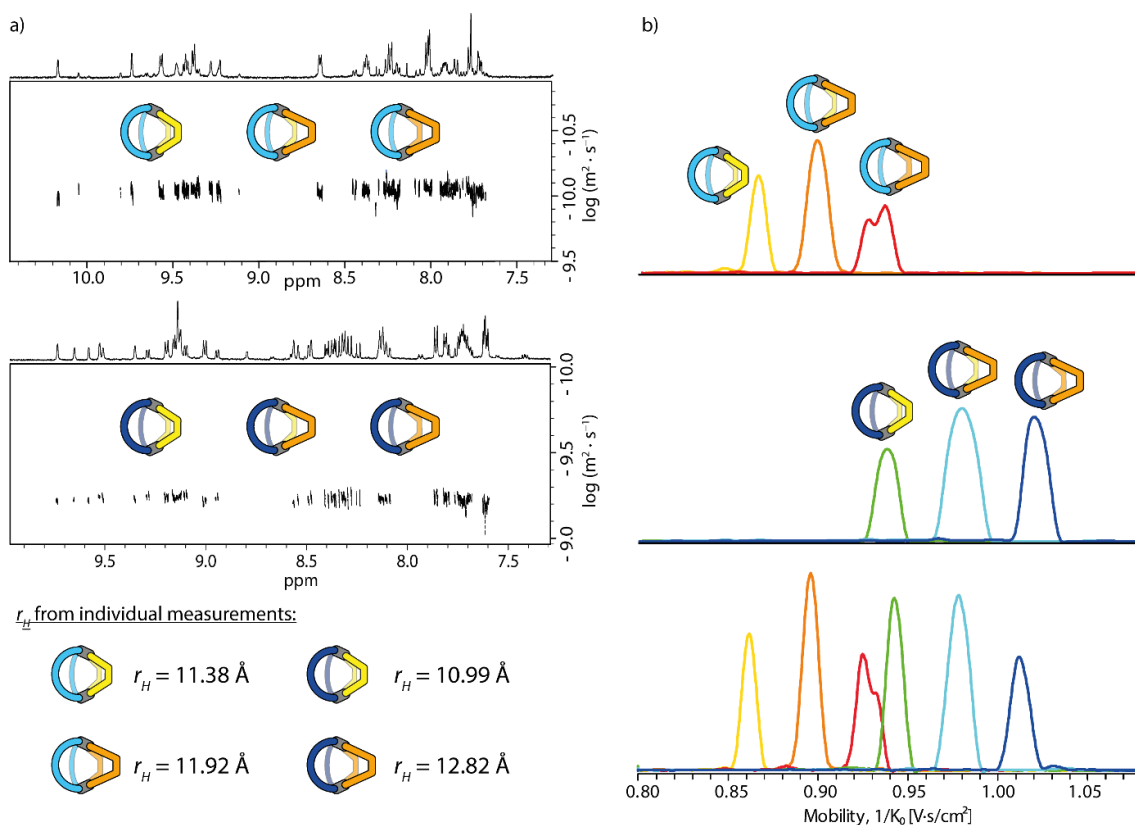 a)
10.0 9.5 9.0 8.5 8.0 7.5
ppm
- 10.5
- 10.0
- 9.5
log (m² · s⁻¹)
9.5 9.0 8.5 8.0 7.5
ppm
- 10.0
- 9.5
- 9.0
log (m² · s⁻¹)
r_H from individual measurements:
r_H = 11.38 Å
r_H = 10.99 Å
r_H = 11.92 Å
r_H = 12.82 Å
b)
0.80 0.85 0.90 0.95 1.00 1.05
Mobility, 1/K₀ [V·s/cm²]